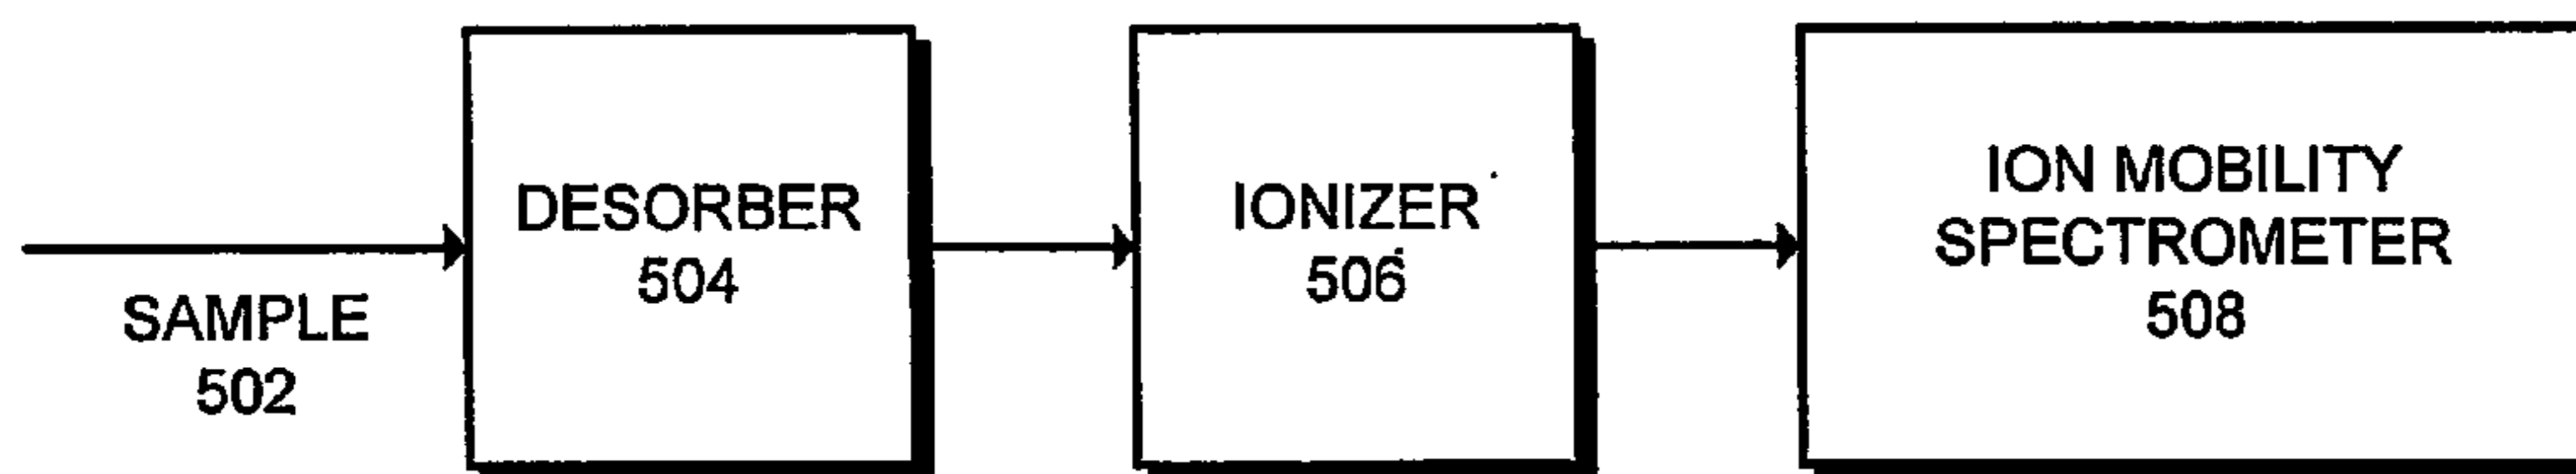 SAMPLE
502
DESORBER
504
IONIZER
506
ION MOBILITY
SPECTROMETER
508